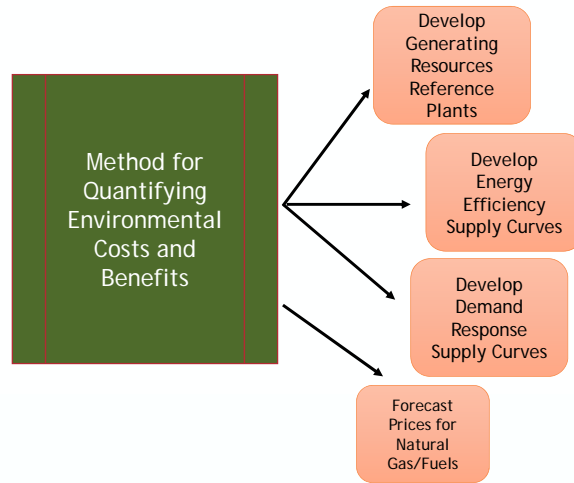 Develop
Generating
Resources
Reference
Plants
Method for
Quantifying
Environmental
Costs and
Benefits
Develop
Energy
Efficiency
Supply Curves
Develop
Demand
Response
Supply Curves
Forecast
Prices for
Natural
Gas/Fuels